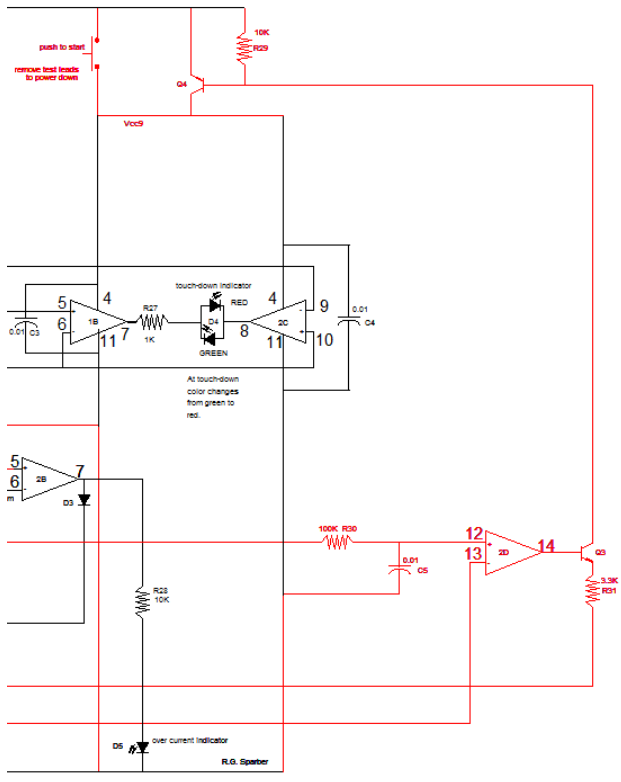 10K
R29
push to start
remove test leads
to power down
Q4
Vcc9
touch-down indicator
RED
5
4
R27
D4
4
9
0.01
0.01
C3
1B
2C
C4
6
11
7
1K
8
11
10
GREEN
At touch-down
color changes
from green to
red.
5
7
6
2B
m
D3
100K R30
12
13
2D
14
Q3
0.01
C5
3.3K
R31
R28
10K
D5
over current indicator
R.G. Sparber